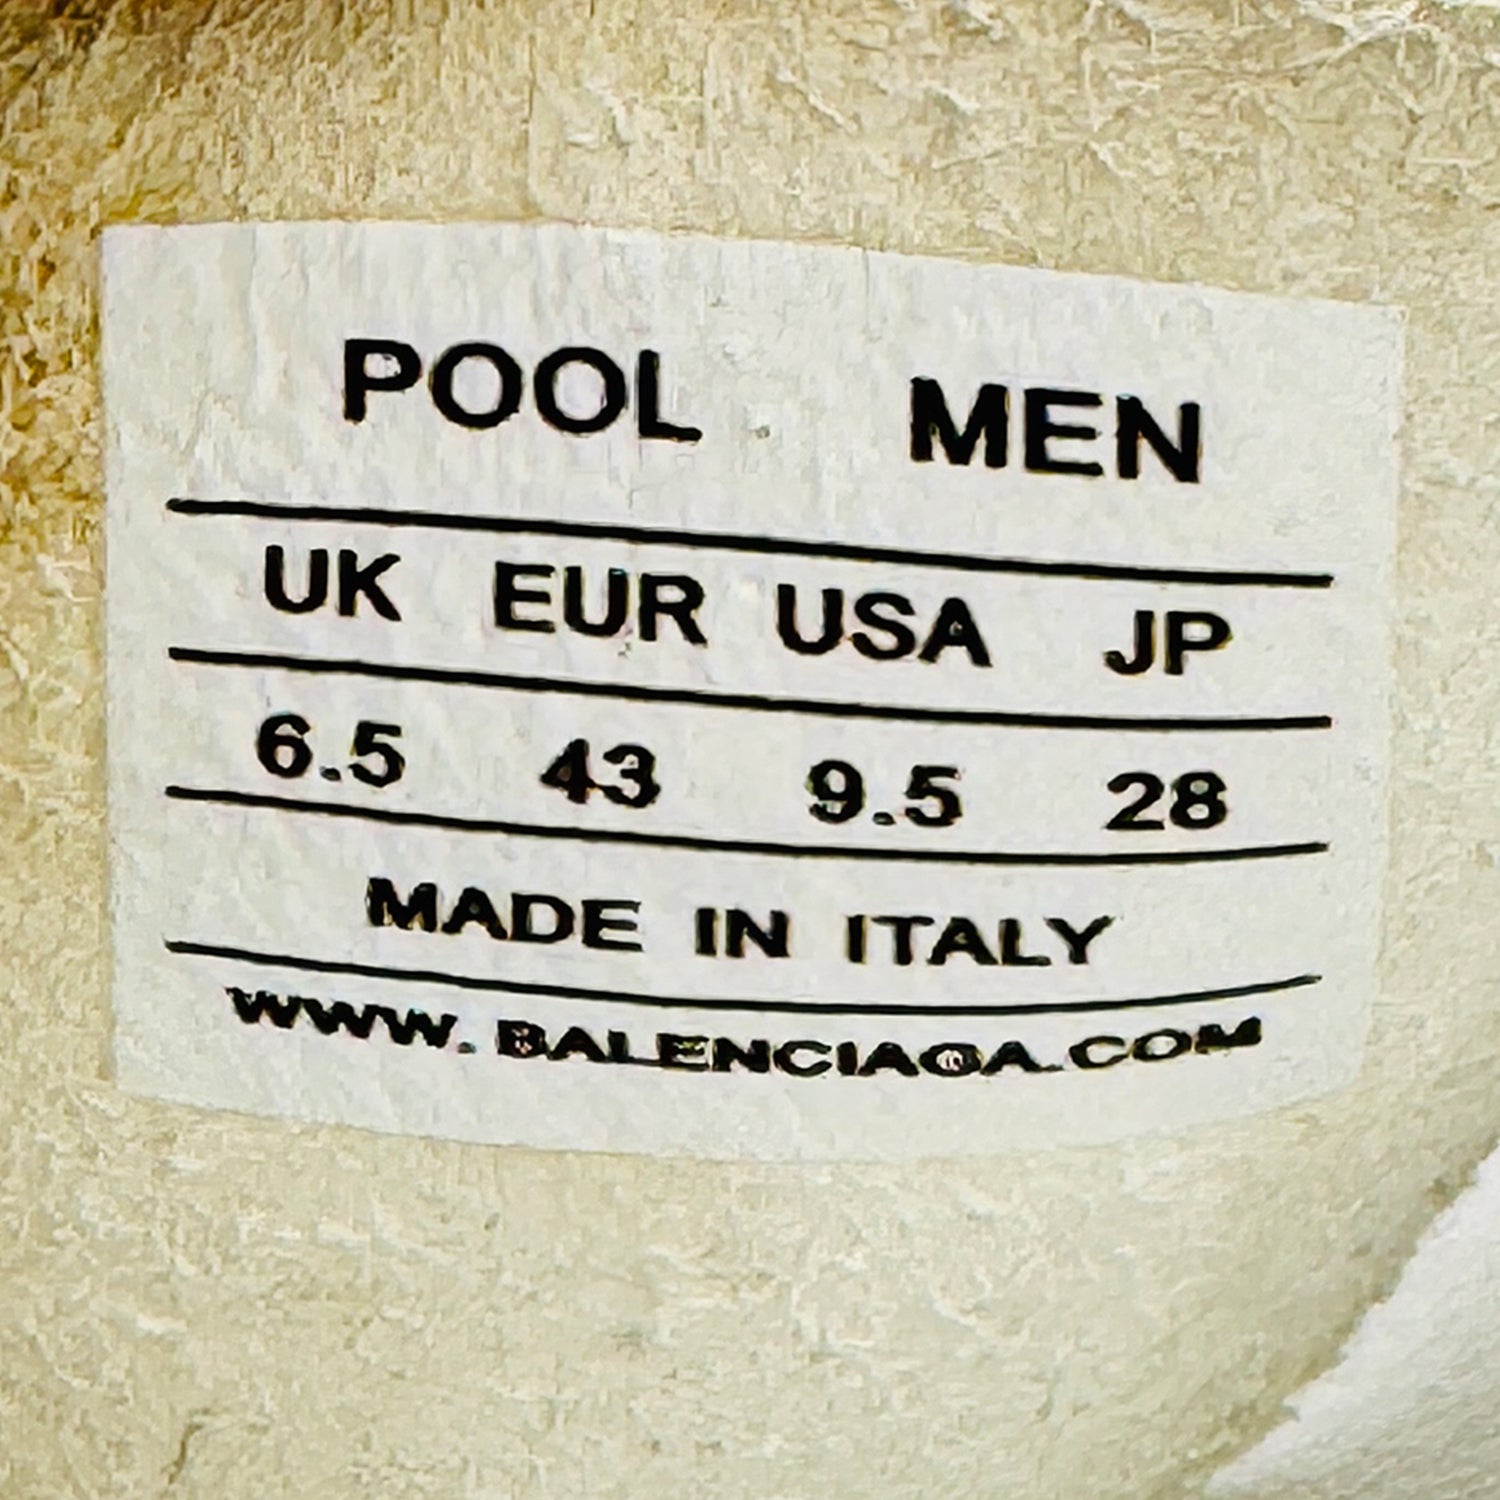 POOL MEN
UK EUR USA JP
6.5 43 9.5 28
MADE IN ITALY
WWW. BALENCIAGA.COM